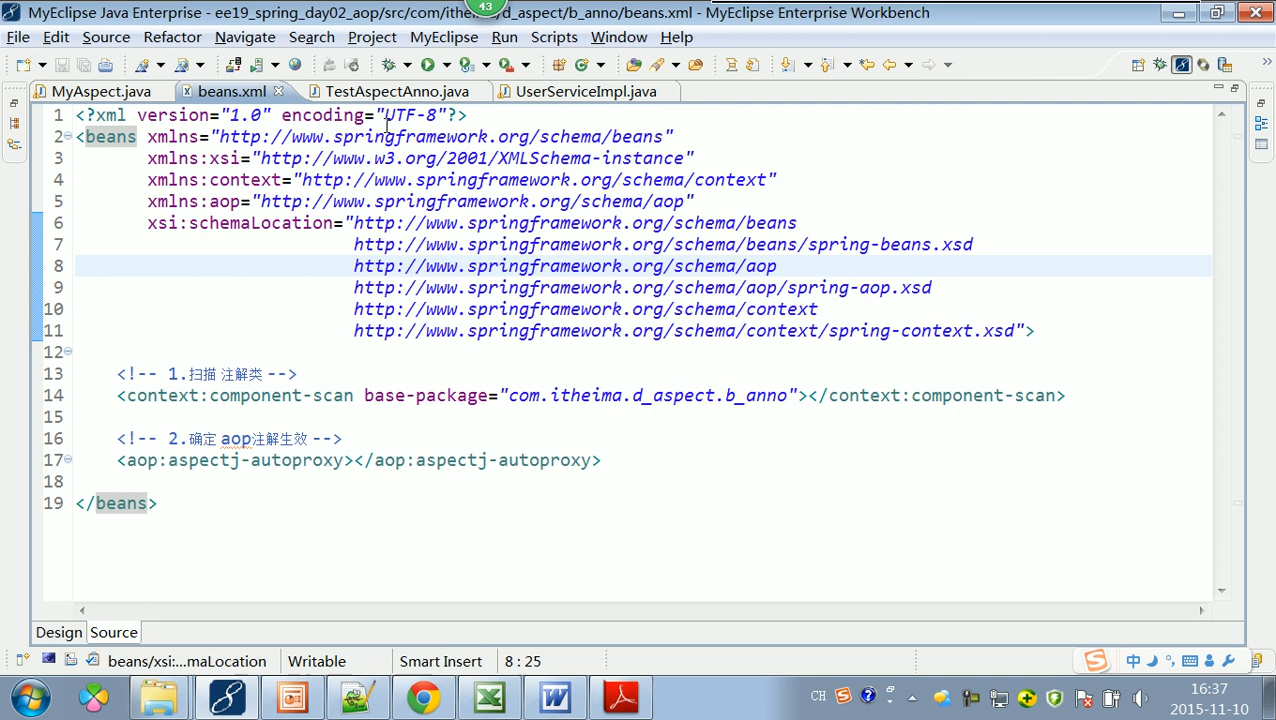 MyEclipse Java Enterprise - ee19_spring_day02_aop/src/com/itheima/d_aspect/b_anno/beans.xml - MyEclipse Enterprise Workbench
43
File Edit Source Refactor Navigate Search Project MyEclipse Run Scripts Window Help
MyAspect.java beans.xml TestAspectAnno.java UserServiceImpl.java
1 <?xml version="1.0" encoding="UTF-8"?>
2 <beans xmlns="http://www.springframework.org/schema/beans"
3 xmlns:xsi="http://www.w3.org/2001/XMLSchema-instance"
4 xmlns:context="http://www.springframework.org/schema/context"
5 xmlns:aop="http://www.springframework.org/schema/aop"
6 xsi:schemaLocation="http://www.springframework.org/schema/beans
7 http://www.springframework.org/schema/beans/spring-beans.xsd
8 http://www.springframework.org/schema/aop
9 http://www.springframework.org/schema/aop/spring-aop.xsd
10 http://www.springframework.org/schema/context
11 http://www.springframework.org/schema/context/spring-context.xsd">
12
13 <!-- 1.扫描 注解类 -->
14 <context:component-scan base-package="com.itheima.d_aspect.b_anno"></context:component-scan>
15
16 <!-- 2.确定 aop注解生效 -->
17 <aop:aspectj-autoproxy></aop:aspectj-autoproxy>
18
19 </beans>
Design Source
beans/xsi:...maLocation Writable Smart Insert 8 : 25
中
CH 16:37
2015-11-10